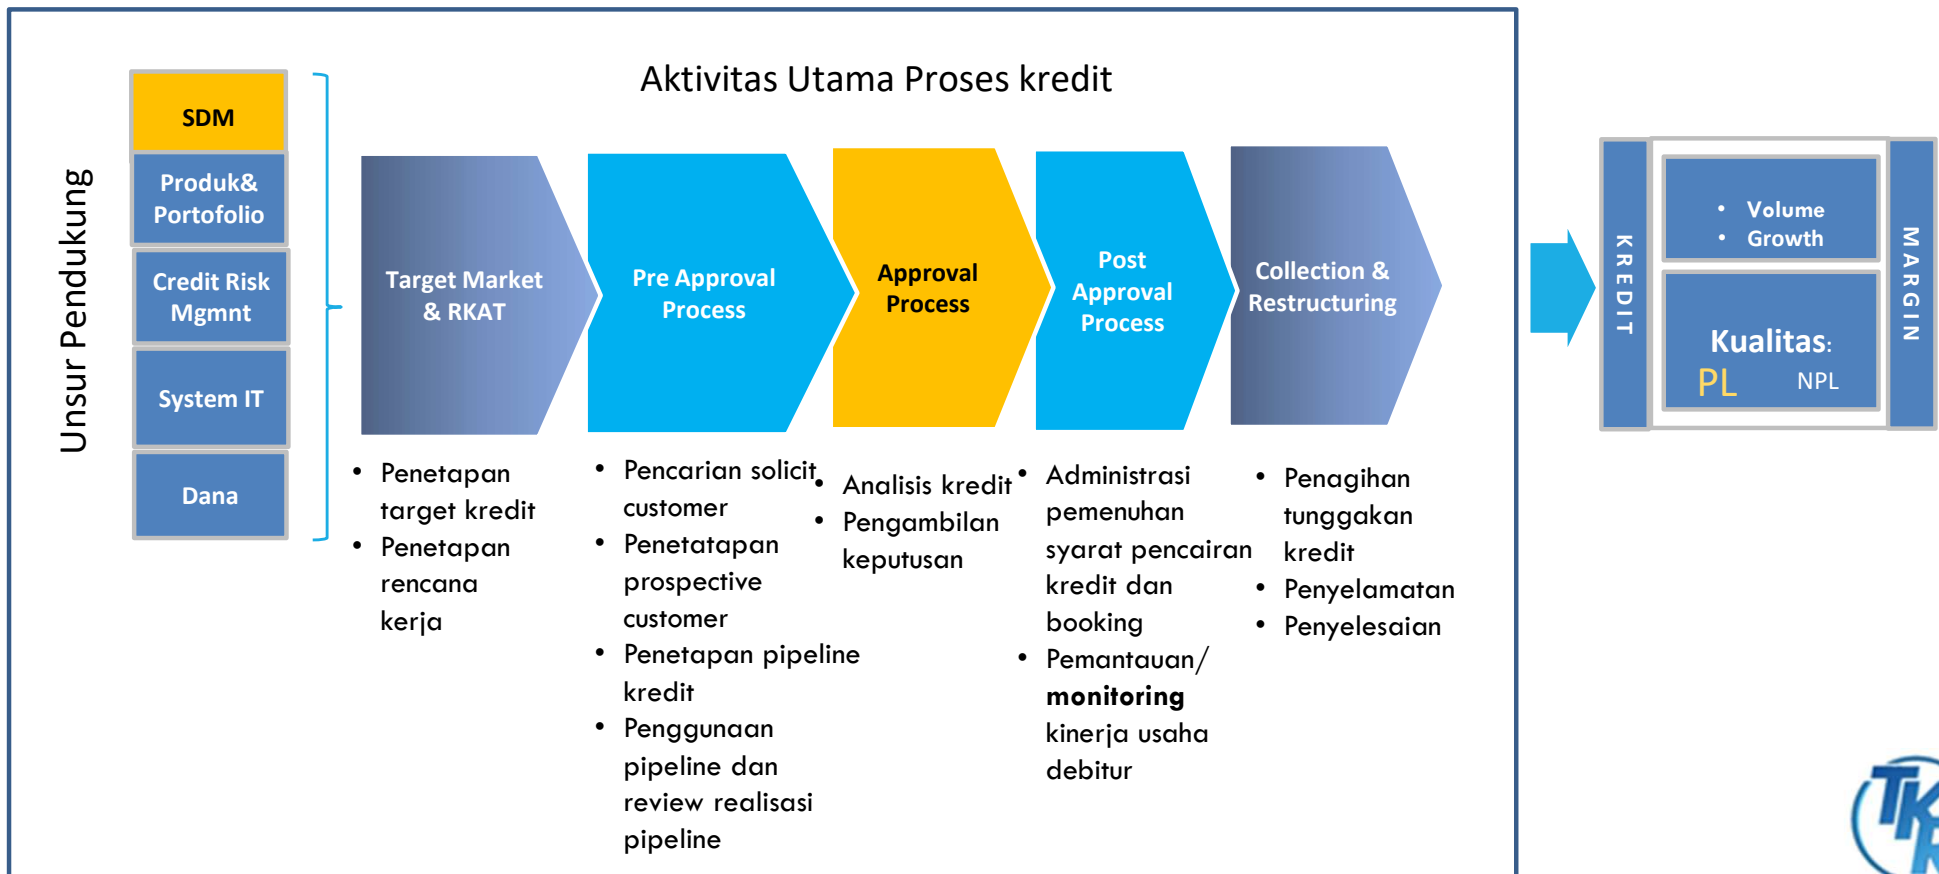 Aktivitas Utama Proses kredit
Unsur Pendukung
SDM
Produk&
Portofolio
Credit Risk
Mgmnt
System IT
Dana
Target Market
& RKAT
Pre Approval
Process
Approval
Process
Post
Approval
Process
Collection &
Restructuring
• Penetapan
target kredit
• Penetapan
rencana
kerja
• Pencarian solicit
customer
• Penetatapan
prospective
customer
• Penetapan pipeline
kredit
• Penggunaan
pipeline dan
review realisasi
pipeline
• Analisis kredit
• Pengambilan
keputusan
• Administrasi
pemenuhan
syarat pencairan
kredit dan
booking
• Pemantauan/
monitoring
kinerja usaha
debitur
• Penagihan
tunggakan
kredit
• Penyelamatan
• Penyelesaian
KREDIT
• Volume
• Growth
Kualitas:
PL NPL
MARGIN